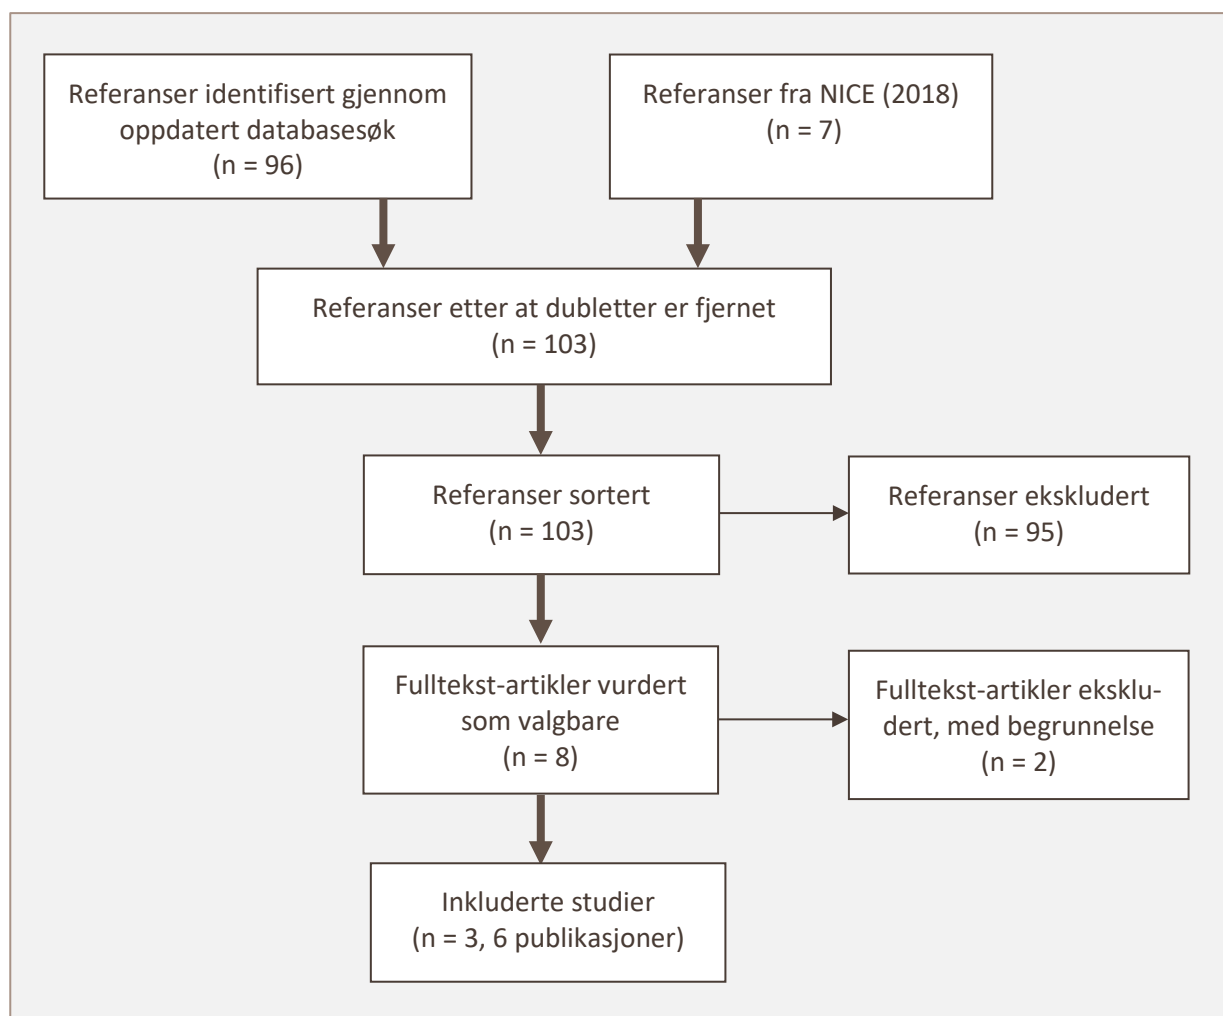 Referanser identifisert gjennom
oppdatert databasesøk
(n = 96)
Referanser fra NICE (2018)
(n = 7)
Referanser etter at dubletter er fjernet
(n = 103)
Referanser sortert
(n = 103)
Referanser ekskludert
(n = 95)
Fulltekst-artikler vurdert
som valgbare
(n = 8)
Fulltekst-artikler eksklu-
dert, med begrunnelse
(n = 2)
Inkluderte studier
(n = 3, 6 publikasjoner)